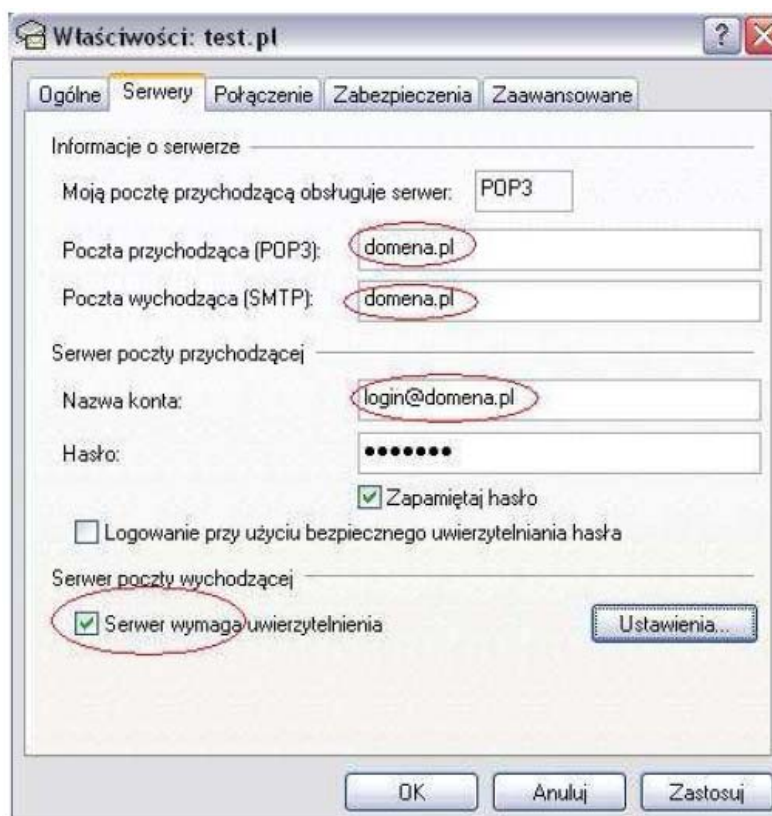 Właściwości: test.pl
Ogólne Serwery Połączenie Zabezpieczenia Zaawansowane
Informacje o serwerze
Moją pocztę przychodzącą obsługuje serwer: POP3
Poczta przychodząca (POP3): domena.pl
Poczta wychodząca (SMTP): domena.pl
Serwer poczty przychodzącej
Nazwa konta: login@domena.pl
Hasło: •••••••
Zapamiętaj hasło
Logowanie przy użyciu bezpiecznego uwierzytelniania hasła
Serwer poczty wychodzącej
Serwer wymaga uwierzytelnienia Ustawienia...
OK Anuluj Zastosuj